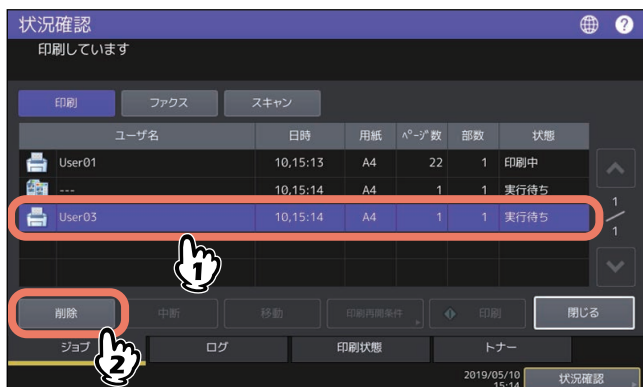 状況確認
?
印刷しています
印刷 ファクス スキャン
ユーザ名 日時 用紙 ページ数 部数 状態
User01 10,15:13 A4 22 1 印刷中
--- 10,15:14 A4 1 1 実行待ち
User03 10,15:14 A4 1 1 実行待ち
1
1
1
削除 中断 移動 印刷再開条件 印刷 閉じる
2
ジョブ ログ 印刷状態 トナー
2019/05/10
15:14
状況確認